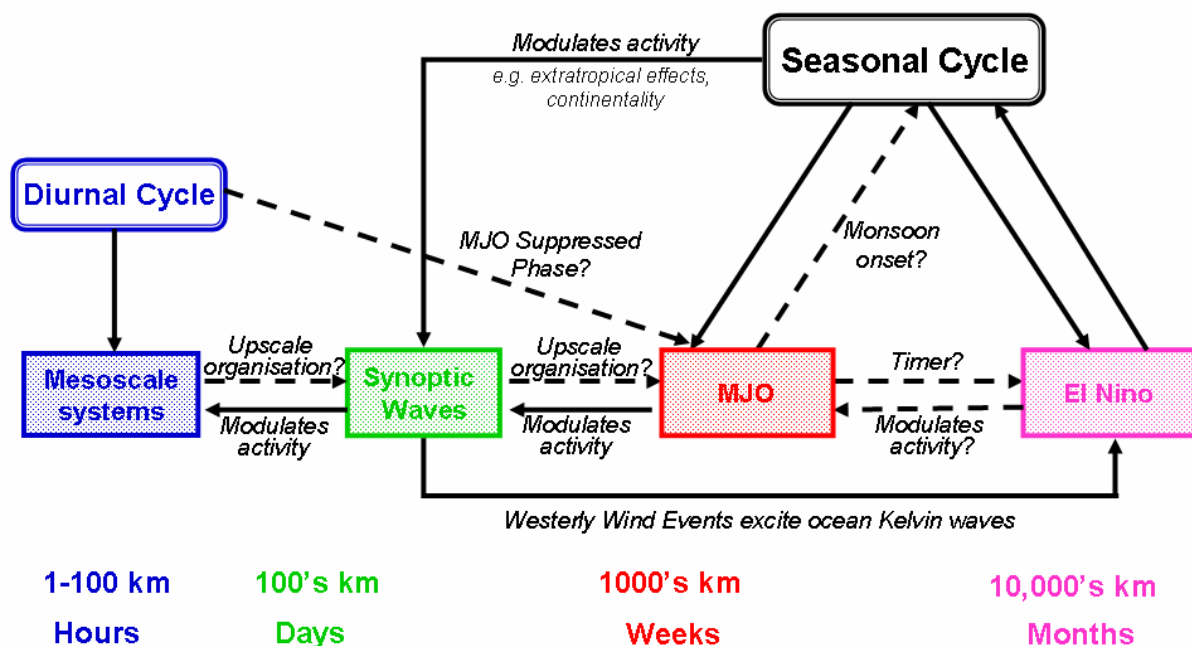 Modulates activity
e.g. extratropical effects,
continentality
Seasonal Cycle
Diurnal Cycle
MJO Suppressed
Phase?
Monsoon
onset?
Mesoscale
systems
Upscale
organisation?
Modulates
activity
Synoptic
Waves
Upscale
organisation?
Modulates
activity
MJO
Timer?
Modulates
activity?
El Nino
Westerly Wind Events excite ocean Kelvin waves
1-100 km
100's km
1000's km
10,000's km
Hours
Days
Weeks
Months